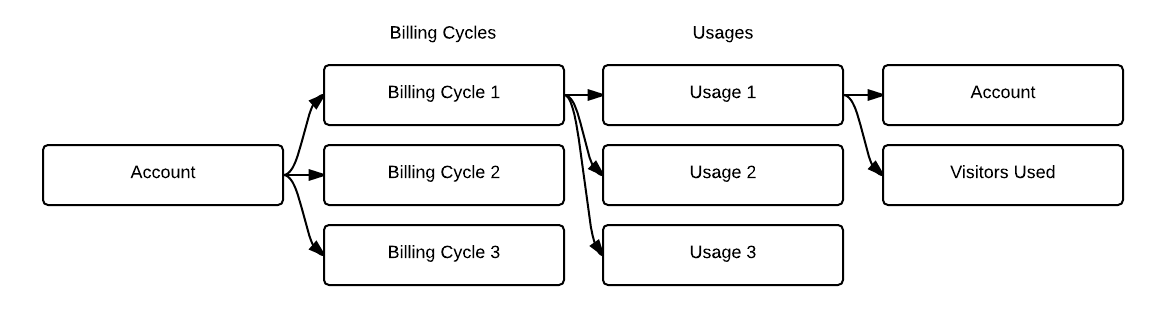 Billing Cycles
Usages
Billing Cycle 1
Usage 1
Account
Account
Billing Cycle 2
Usage 2
Visitors Used
Billing Cycle 3
Usage 3